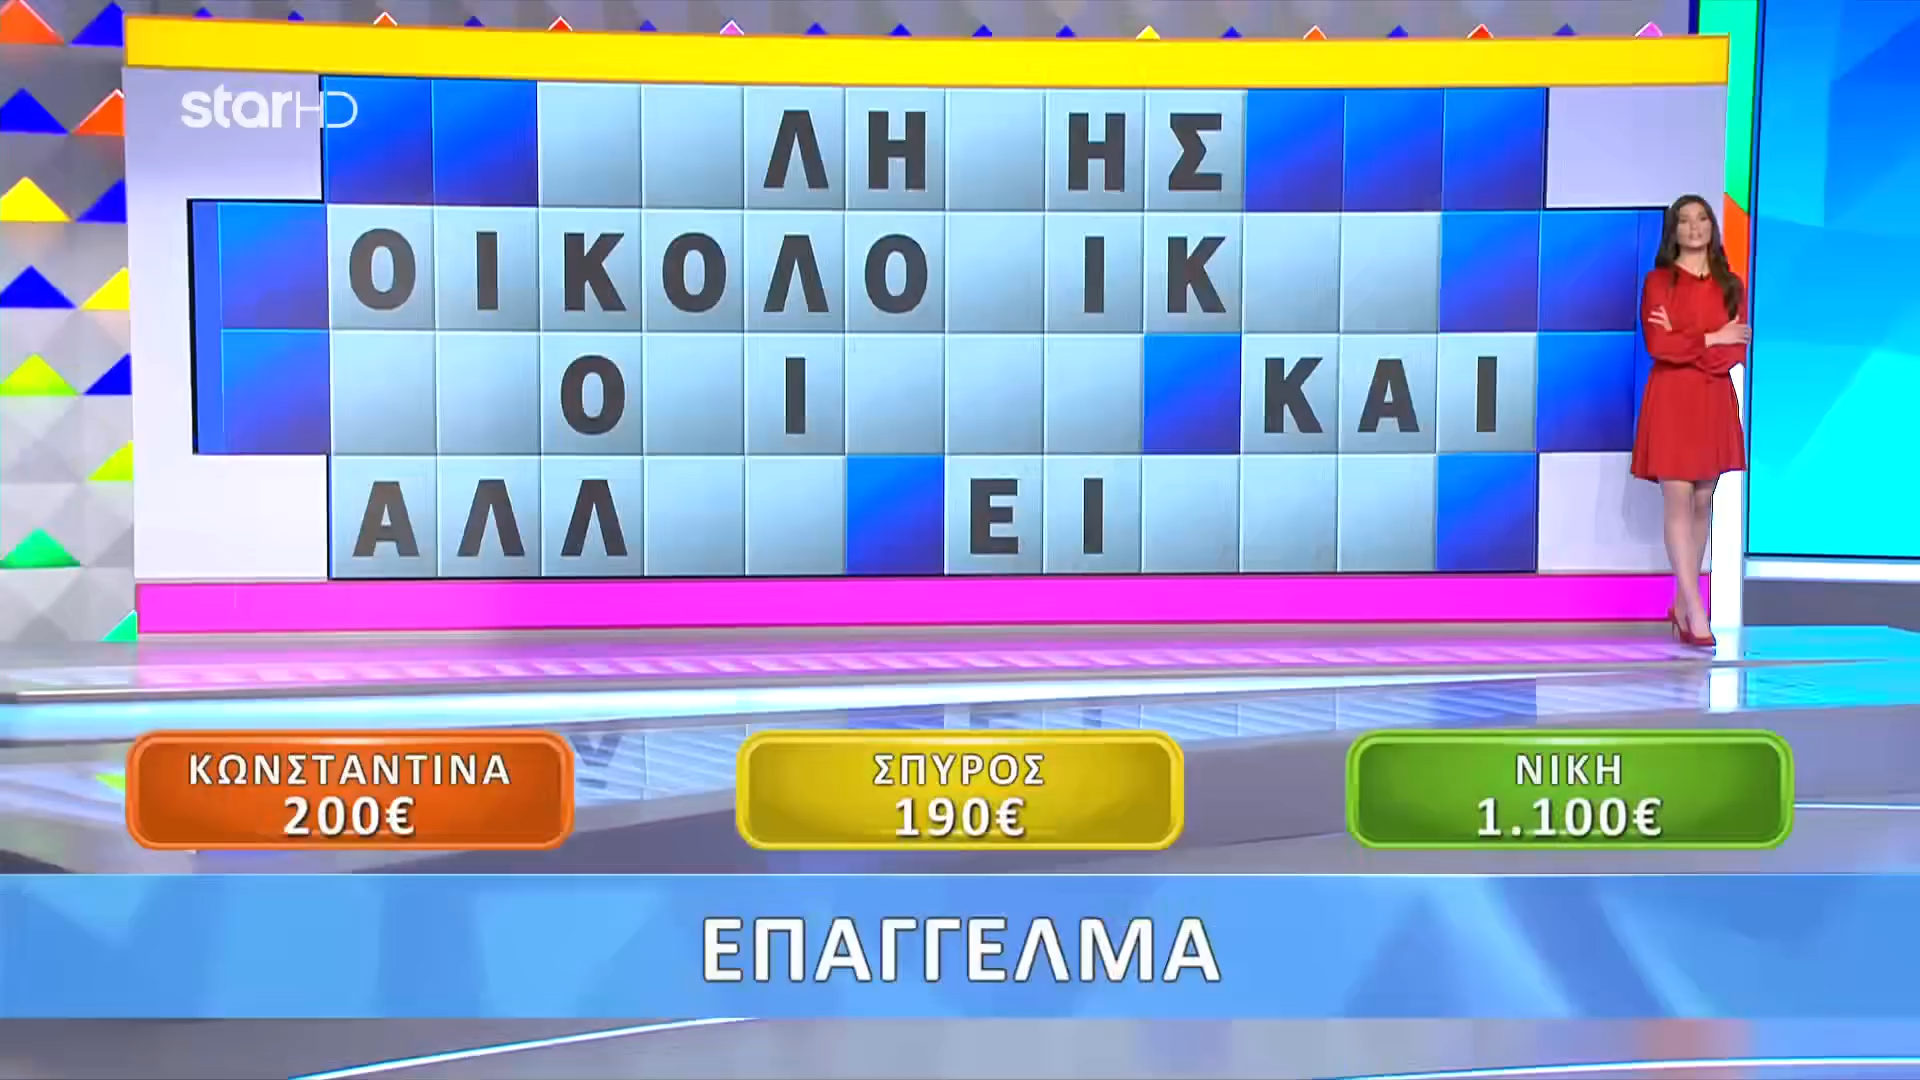 starHD
ΛΗ ΗΣ
ΟΙΚΟΛΟ ΙΚ
Ο Ι ΚΑΙ
ΑΛΛ ΕΙ
ΚΩΝΣΤΑΝΤΙΝΑ
200€
ΣΠΥΡΟΣ
190€
ΝΙΚΗ
1.100€
ΕΠΑΓΓΕΛΜΑ